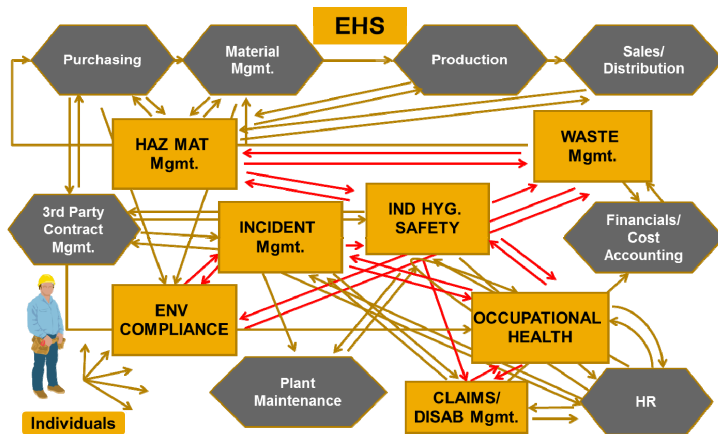 EHS
Purchasing
Material
Mgmt.
Production
Sales/
Distribution
HAZ MAT
Mgmt.
WASTE
Mgmt.
3rd Party
Contract
Mgmt.
INCIDENT
Mgmt.
IND HYG.
SAFETY
Financials/
Cost
Accounting
ENV
COMPLIANCE
OCCUPATIONAL
HEALTH
Plant
Maintenance
CLAIMS/
DISAB Mgmt.
HR
Individuals